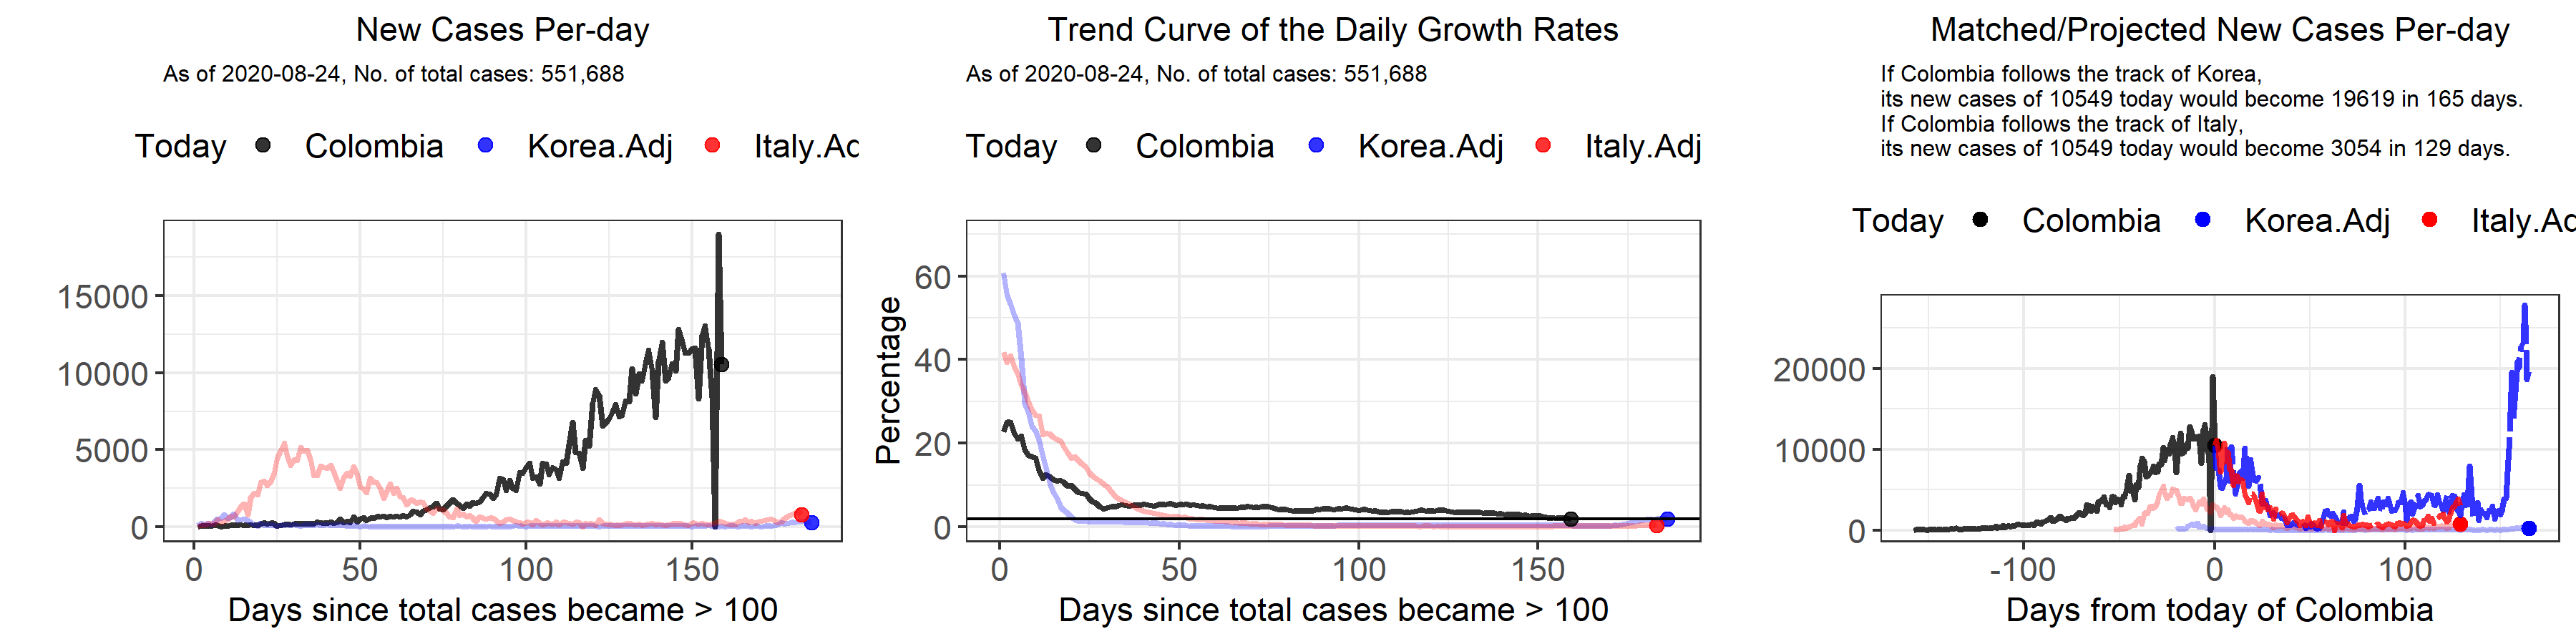 New Cases Per-day
As of 2020-08-24, No. of total cases: 551,688
Today Colombia Korea.Adj Italy.Ac
15000
10000
5000
0
0 50 100 150
Days since total cases became > 100
Trend Curve of the Daily Growth Rates
As of 2020-08-24, No. of total cases: 551,688
Today Colombia Korea.Adj Italy.Adj
Percentage
60
40
20
0
0 50 100 150
Days since total cases became > 100
Matched/Projected New Cases Per-day
If Colombia follows the track of Korea,
its new cases of 10549 today would become 19619 in 165 days.
If Colombia follows the track of Italy,
its new cases of 10549 today would become 3054 in 129 days.
Today Colombia Korea.Adj Italy.Ad
20000
10000
0
-100 0 100
Days from today of Colombia